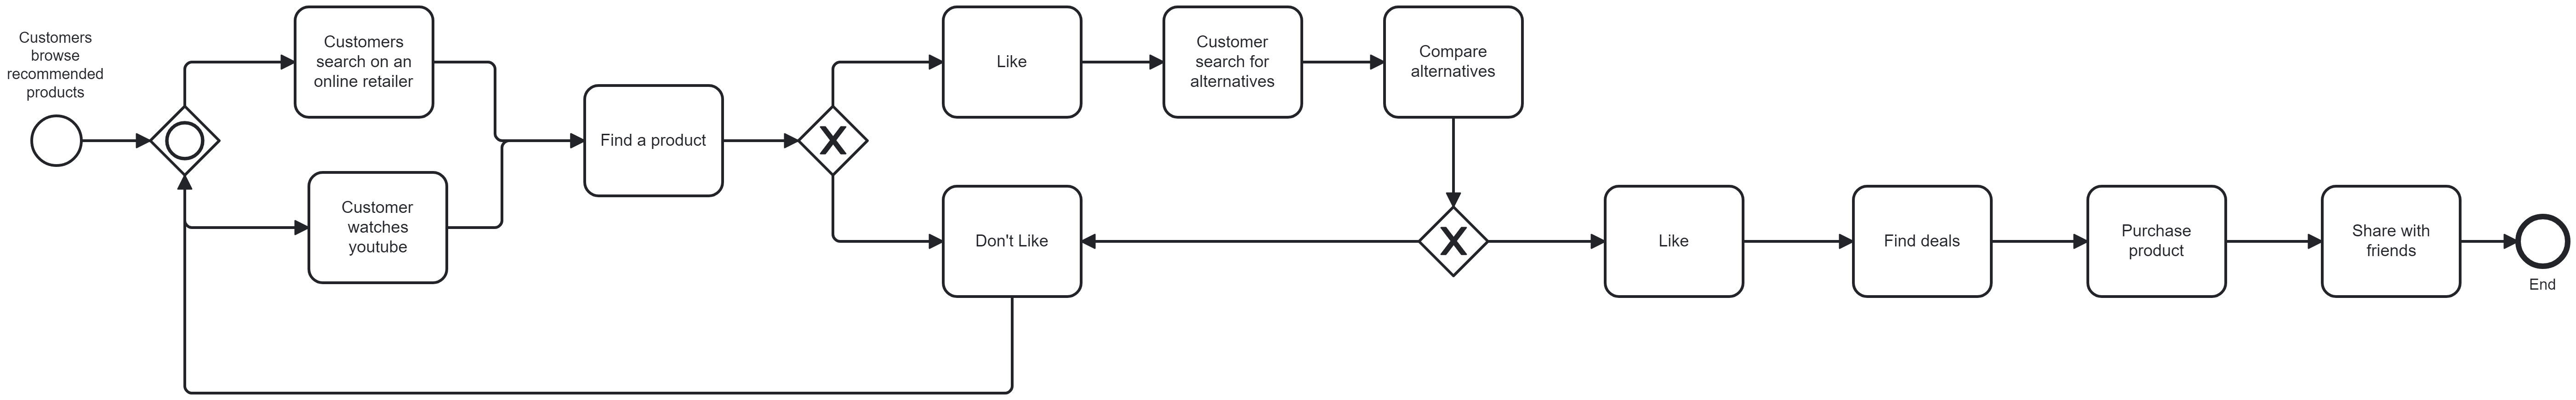 Customers
browse
recommended
products
Customers
search on an
online retailer
Customer
watches
youtube
Find a product
X
Like
Customer
search for
alternatives
Compare
alternatives
Don't Like
X
Like
Find deals
Purchase
product
Share with
friends
End